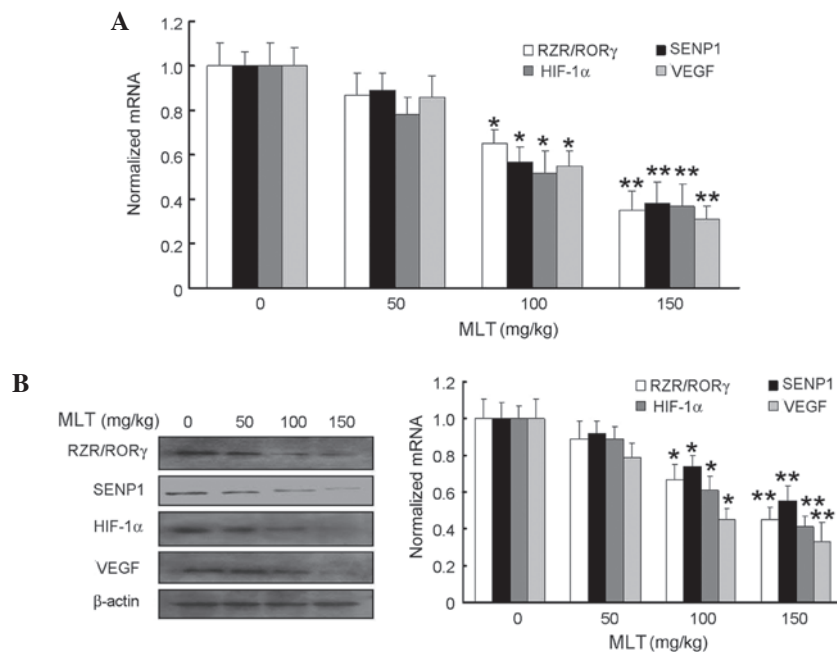 A
1.2
1.0
0.8
0.6
0.4
0.2
0
Normalized mRNA
RZR/RORγ
SENP1
HIF-1α
VEGF
* * * *
** ** ** **
0 50 100 150
MLT (mg/kg)
B
MLT (mg/kg) 0 50 100 150
RZR/RORγ
SENP1
HIF-1α
VEGF
β-actin
1.2
1.0
0.8
0.6
0.4
0.2
0
Normalized mRNA
RZR/RORγ
SENP1
HIF-1α
VEGF
* * * *
** ** ** **
0 50 100 150
MLT (mg/kg)